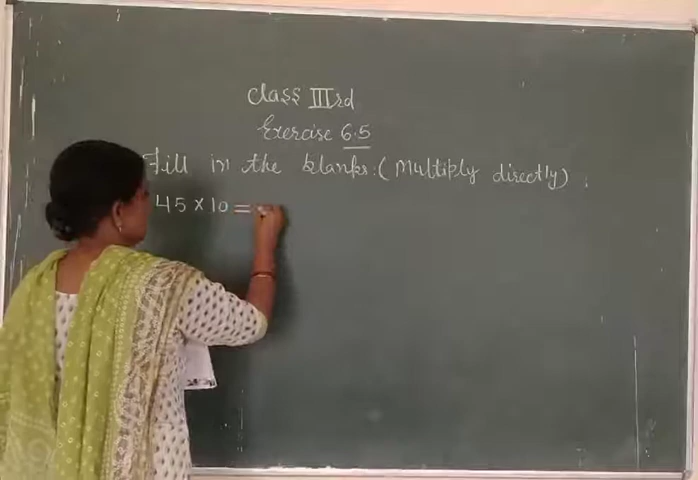 Class IIIrd
Exercise 6.5
Fill in the blanks. (Multiply directly)
45 × 10 =